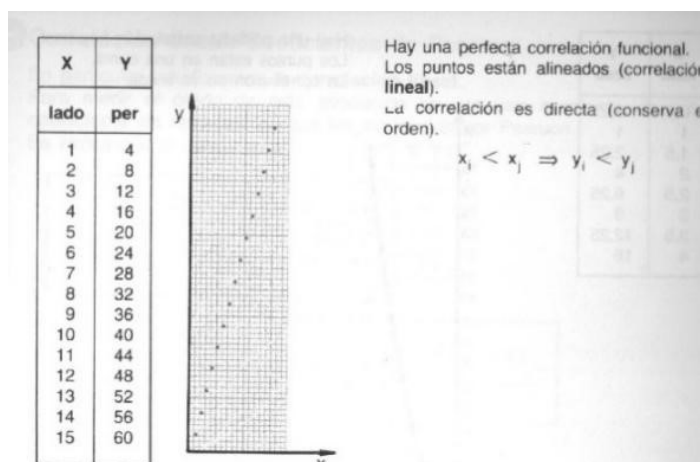 X Y
lado per
1 4
2 8
3 12
4 16
5 20
6 24
7 28
8 32
9 36
10 40
11 44
12 48
13 52
14 56
15 60
y
x
Hay una perfecta correlación funcional.
Los puntos están alineados (correlación
lineal).
La correlación es directa (conserva e
orden).
xᵢ < xⱼ ⇒ yᵢ < yⱼ